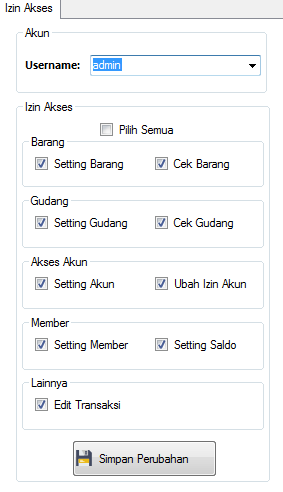 Izin Akses
Akun
Username: admin
Izin Akses
Pilih Semua
Barang
Setting Barang Cek Barang
Gudang
Setting Gudang Cek Gudang
Akses Akun
Setting Akun Ubah Izin Akun
Member
Setting Member Setting Saldo
Lainnya
Edit Transaksi
Simpan Perubahan